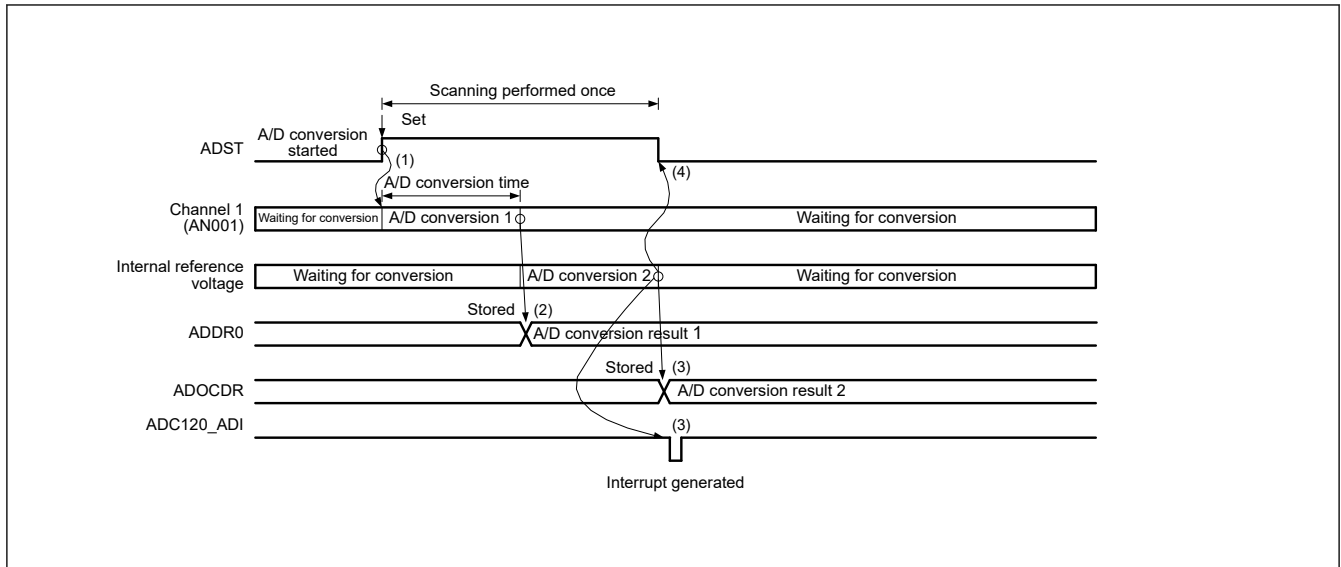 Scanning performed once
Set
A/D conversion
started
ADST
(1)
(4)
A/D conversion time
Channel 1
(AN001)
Waiting for conversion
A/D conversion 1
Waiting for conversion
Internal reference
voltage
Waiting for conversion
A/D conversion 2
Waiting for conversion
Stored
(2)
ADDR0
A/D conversion result 1
Stored
(3)
ADOCDR
A/D conversion result 2
ADC120_ADI
(3)
Interrupt generated